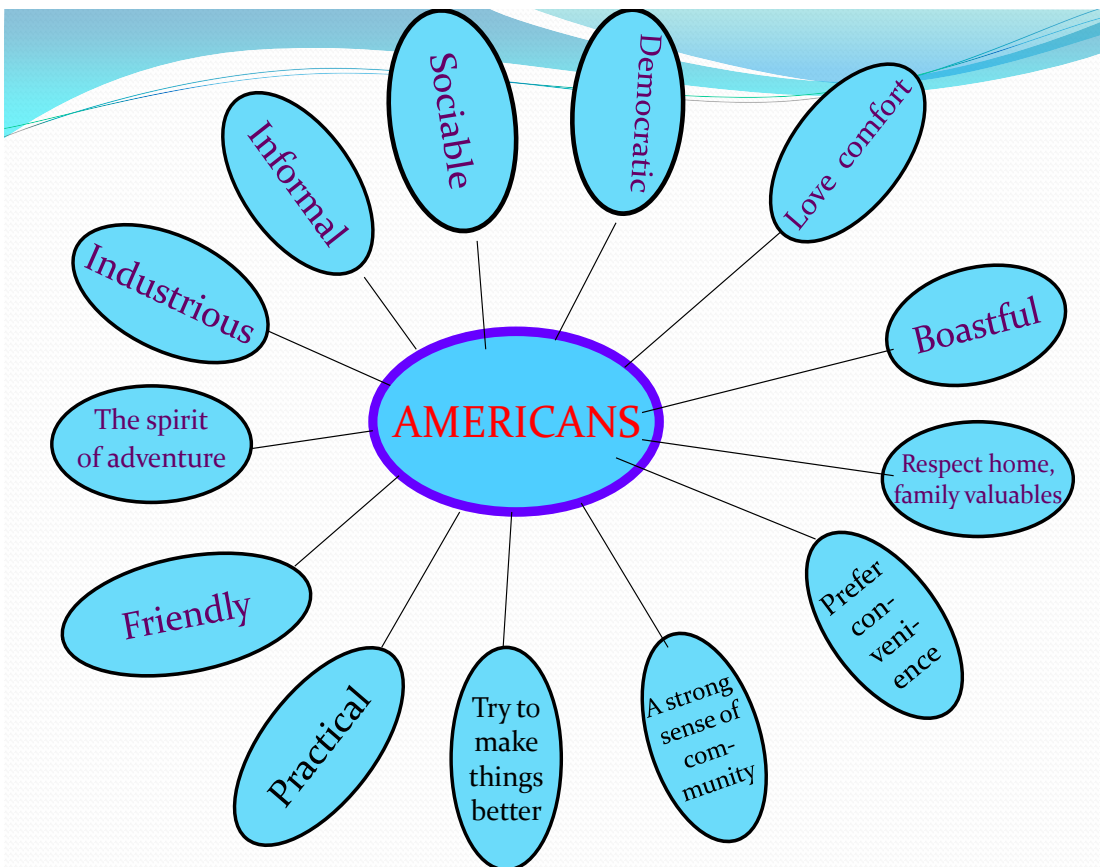 Sociable
Democratic
Love comfort
Informal
Industrious
Boastful
AMERICANS
The spirit
of adventure
Respect home,
family valuables
Friendly
Prefer
con-
veni-
ence
Practical
Try to
make
things
better
A strong
sense of
com-
munity